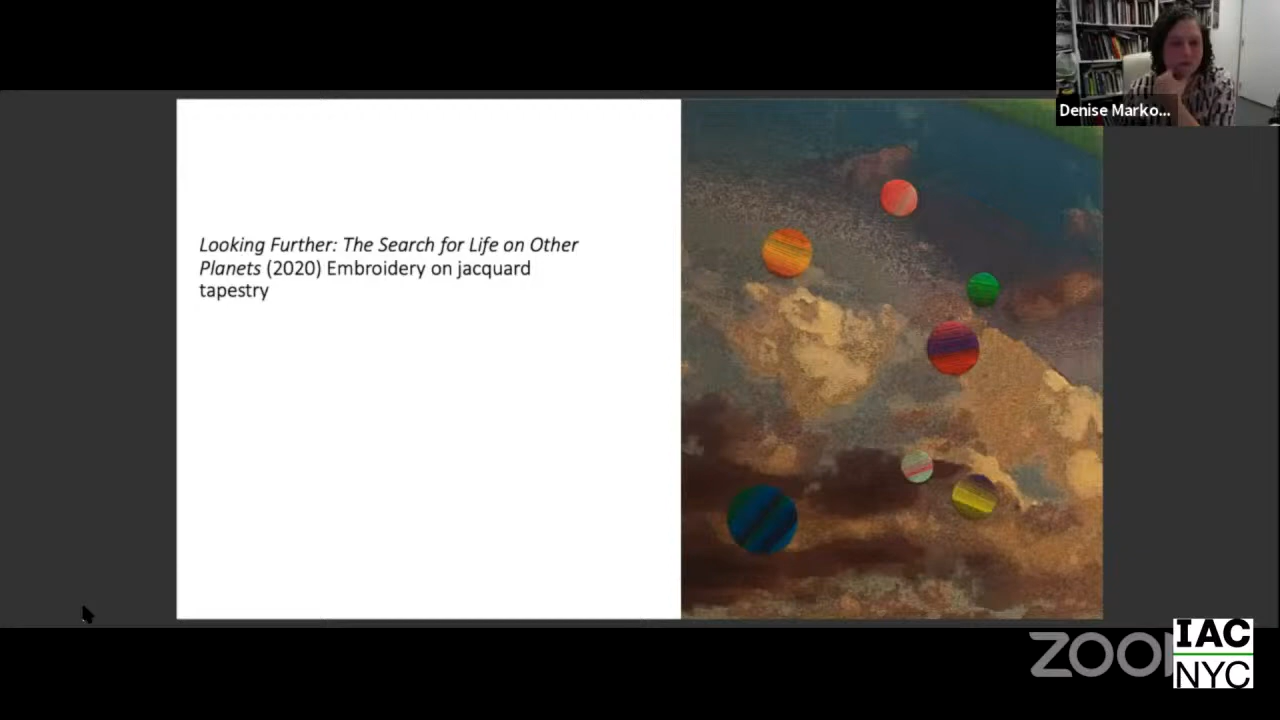 Denise Marko...
Looking Further: The Search for Life on Other
Planets (2020) Embroidery on jacquard
tapestry
ZOO
IAC
NYC